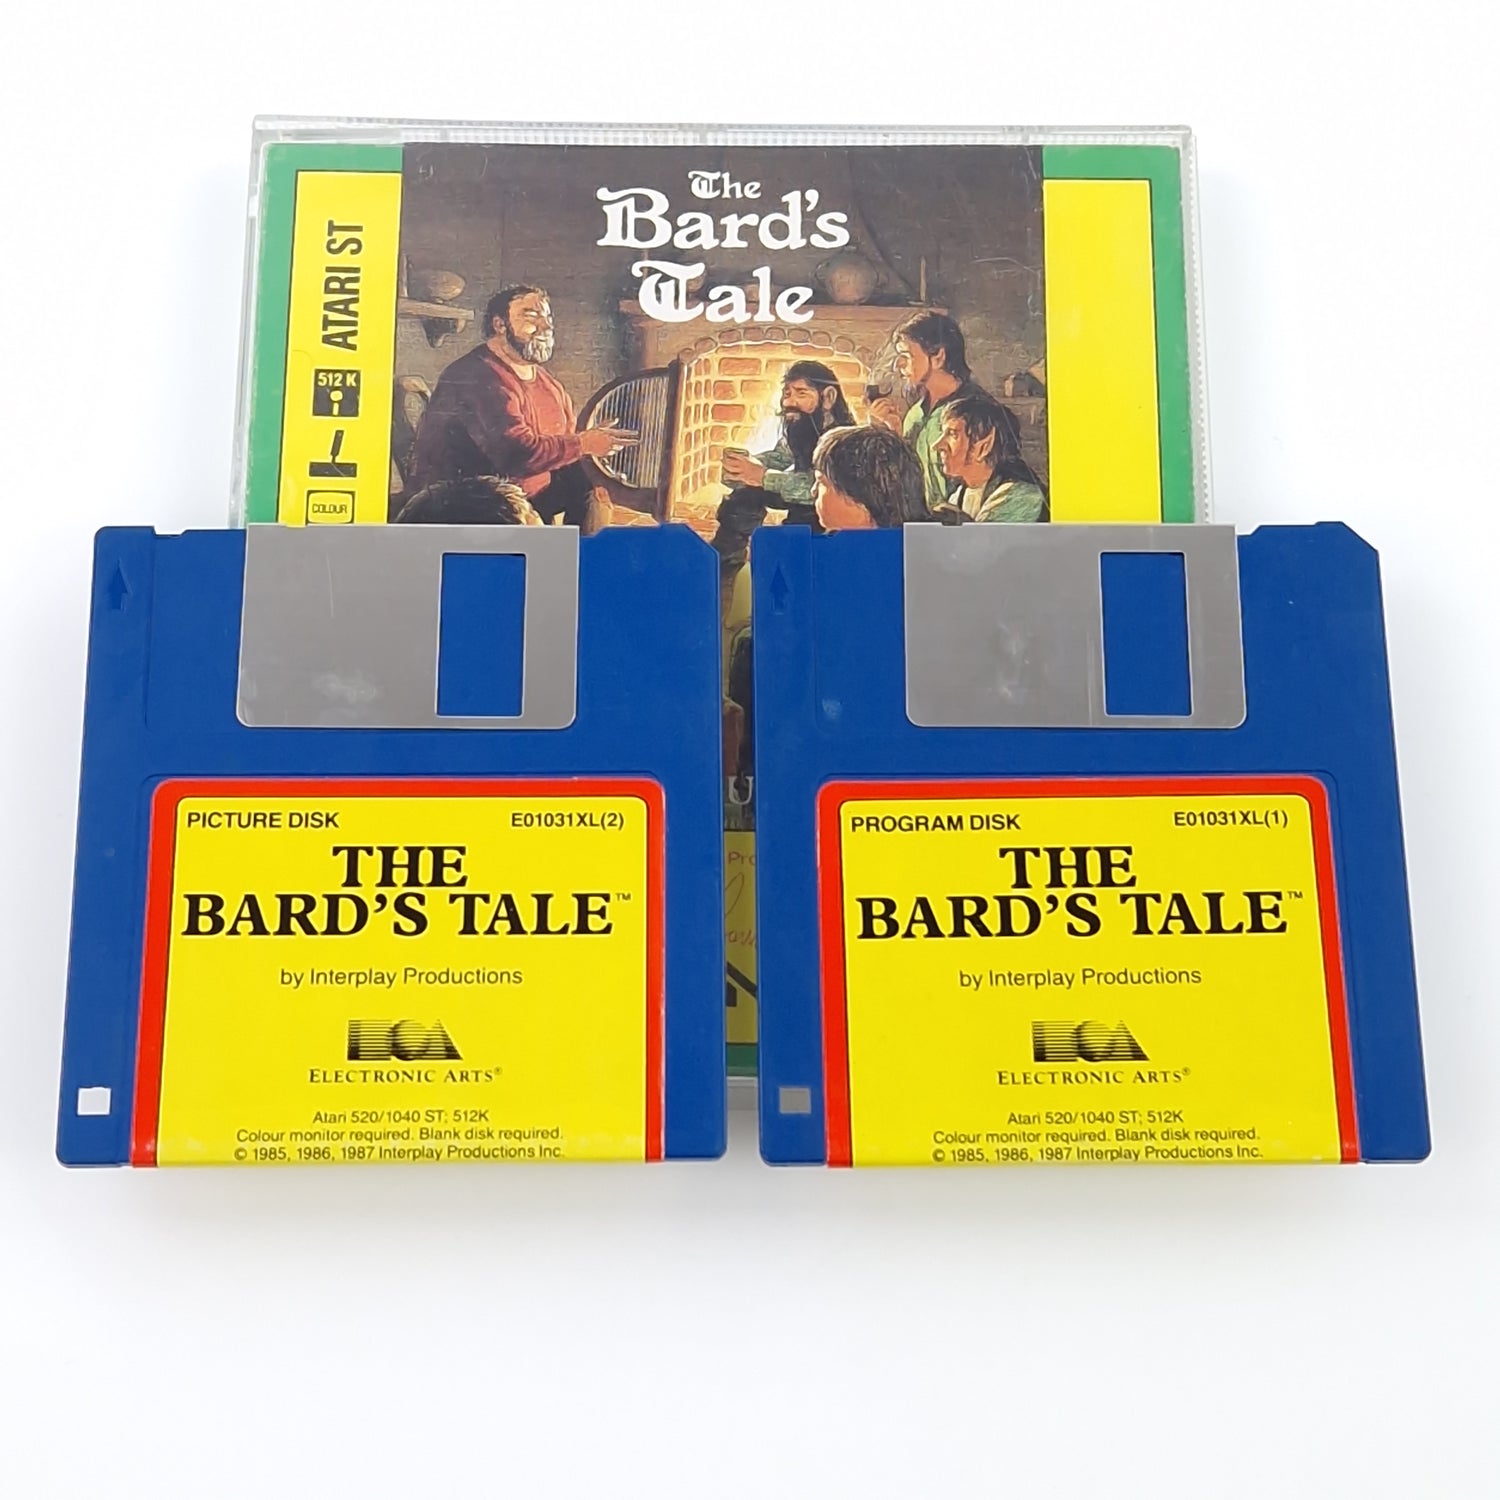 The
Bard's
Tale
ATARI ST
512 K
COLOUR
U
Pro
PICTURE DISK E01031XL(2)
THE
BARD'S TALE™
by Interplay Productions
ELECTRONIC ARTS®
Atari 520/1040 ST; 512K
Colour monitor required. Blank disk required.
© 1985, 1986, 1987 Interplay Productions Inc.
PROGRAM DISK E01031XL(1)
THE
BARD'S TALE™
by Interplay Productions
ELECTRONIC ARTS®
Atari 520/1040 ST; 512K
Colour monitor required. Blank disk required.
© 1985, 1986, 1987 Interplay Productions Inc.